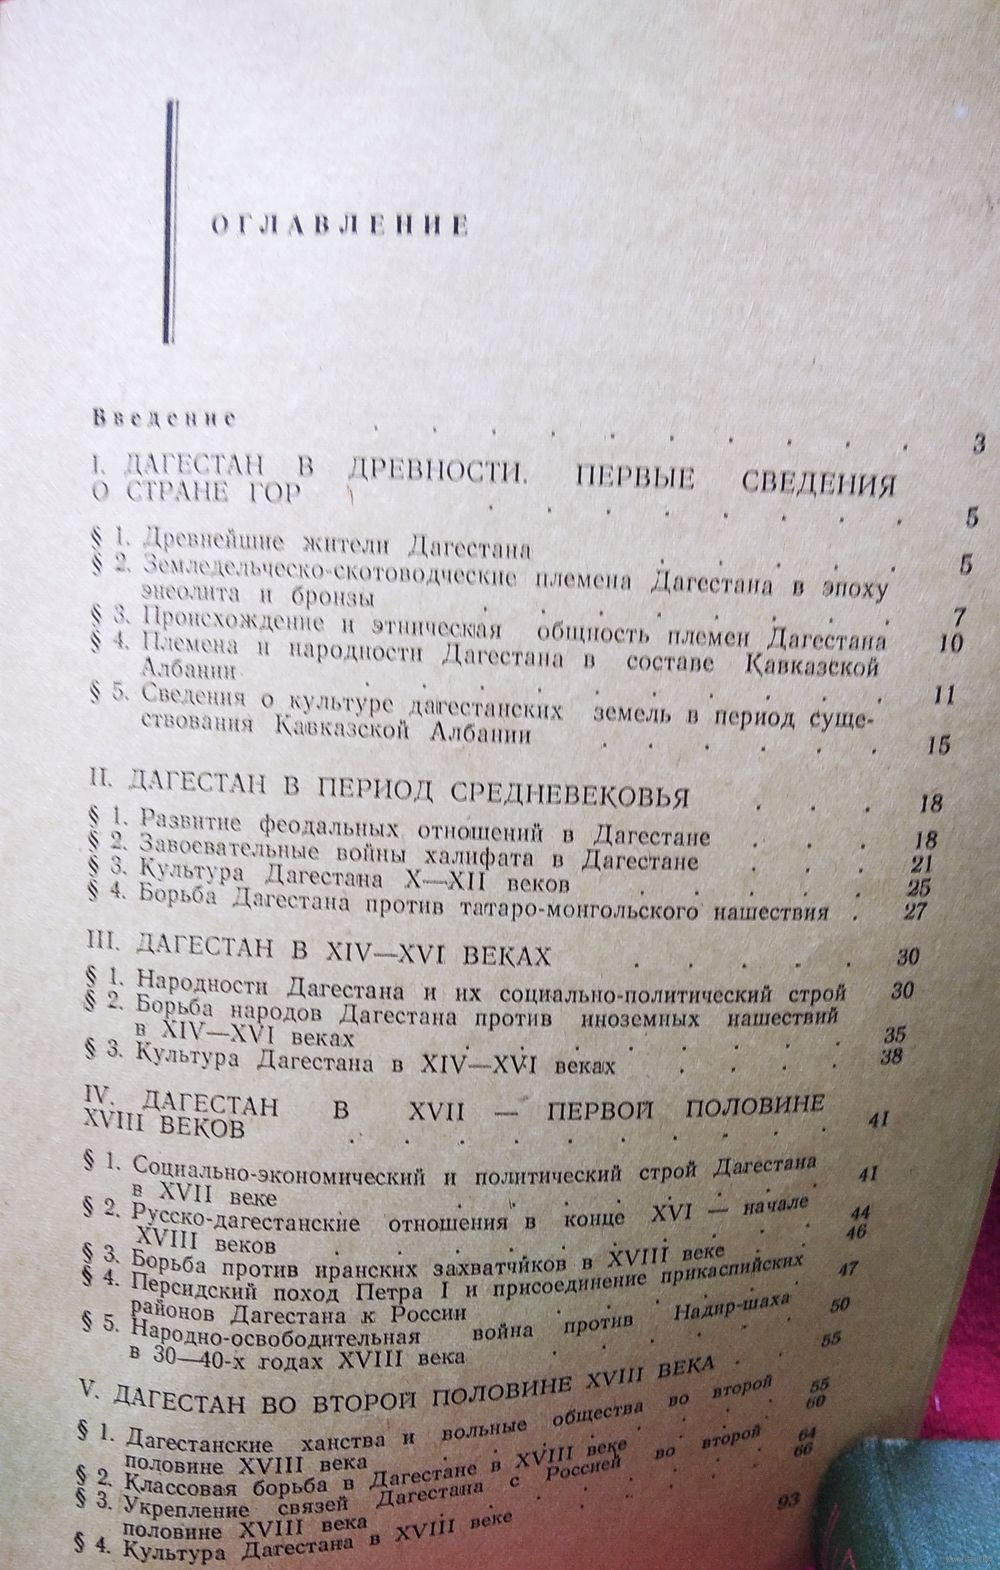 ОГЛАВЛЕНИЕ
Введение . . . . . . . . . . 3
I. ДАГЕСТАН В ДРЕВНОСТИ. ПЕРВЫЕ СВЕДЕНИЯ
О СТРАНЕ ГОР . . . . . . . . 5
§ 1. Древнейшие жители Дагестана . . . . . 5
§ 2. Земледельческо-скотоводческие племена Дагестана в эпоху
энеолита и бронзы . . . . . . . . 7
§ 3. Происхождение и этническая общность племен Дагестана 10
§ 4. Племена и народности Дагестана в составе Кавказской
Албании . . . . . . . . . 11
§ 5. Сведения о культуре дагестанских земель в период суще-
ствования Кавказской Албании . . . . . . 15
II. ДАГЕСТАН В ПЕРИОД СРЕДНЕВЕКОВЬЯ . . . 18
§ 1. Развитие феодальных отношений в Дагестане . . . 18
§ 2. Завоевательные войны халифата в Дагестане . . . 21
§ 3. Культура Дагестана X—XII веков . . . . . 25
§ 4. Борьба Дагестана против татаро-монгольского нашествия . 27
III. ДАГЕСТАН В XIV—XVI ВЕКАХ . . . . . 30
§ 1. Народности Дагестана и их социально-политический строй 30
§ 2. Борьба народов Дагестана против иноземных нашествий
в XIV—XVI веках . . . . . . . . 35
§ 3. Культура Дагестана в XIV—XVI веках . . . . 38
IV. ДАГЕСТАН В XVII — ПЕРВОЙ ПОЛОВИНЕ
XVIII ВЕКОВ . . . . . . . . . 41
§ 1. Социально-экономический и политический строй Дагестана
в XVII веке . . . . . . . 41
§ 2. Русско-дагестанские отношения в конце XVI — начале
XVIII веков . . . . . . . . . 44
§ 3. Борьба против иранских захватчиков в XVIII веке . . 46
§ 4. Персидский поход Петра I и присоединение прикаспийских
районов Дагестана к России . . . . . 47
§ 5. Народно-освободительная война против Надир-шаха
в 30—40-х годах XVIII века . . . . . 50
V. ДАГЕСТАН ВО ВТОРОЙ ПОЛОВИНЕ XVIII ВЕКА . . 55
§ 1. Дагестанские ханства и вольные общества во второй
половине XVIII века . . . . . . 55
§ 2. Классовая борьба в Дагестане в XVIII веке . . . 60
§ 3. Укрепление связей Дагестана с Россией во второй
половине XVIII века . . . . . . 64
§ 4. Культура Дагестана в XVIII веке 66
93